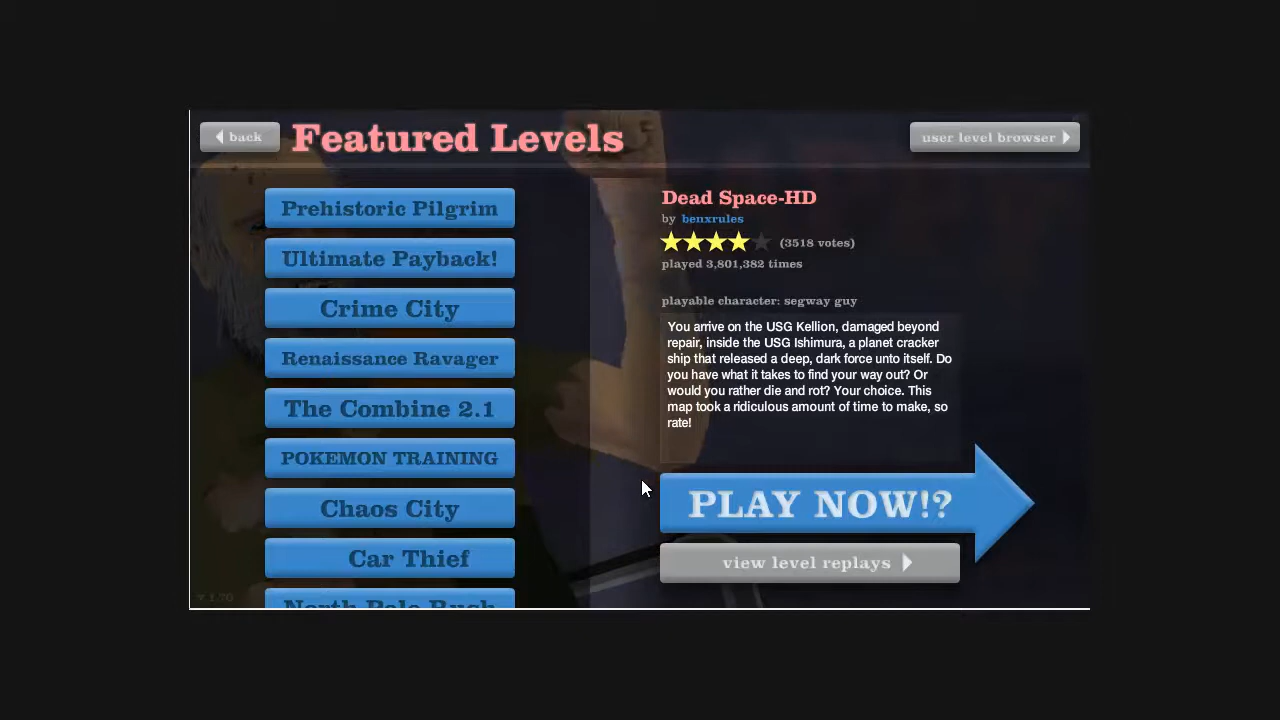 back
Featured Levels
user level browser
Prehistoric Pilgrim
Ultimate Payback!
Crime City
Renaissance Ravager
The Combine 2.1
POKEMON TRAINING
Chaos City
Car Thief
North Pole Rush
v 1.70
Dead Space-HD
by benxrules
(3518 votes)
played 3,801,382 times
playable character: segway guy
You arrive on the USG Kellion, damaged beyond
repair, inside the USG Ishimura, a planet cracker
ship that released a deep, dark force unto itself. Do
you have what it takes to find your way out? Or
would you rather die and rot? Your choice. This
map took a ridiculous amount of time to make, so
rate!
PLAY NOW!?
view level replays